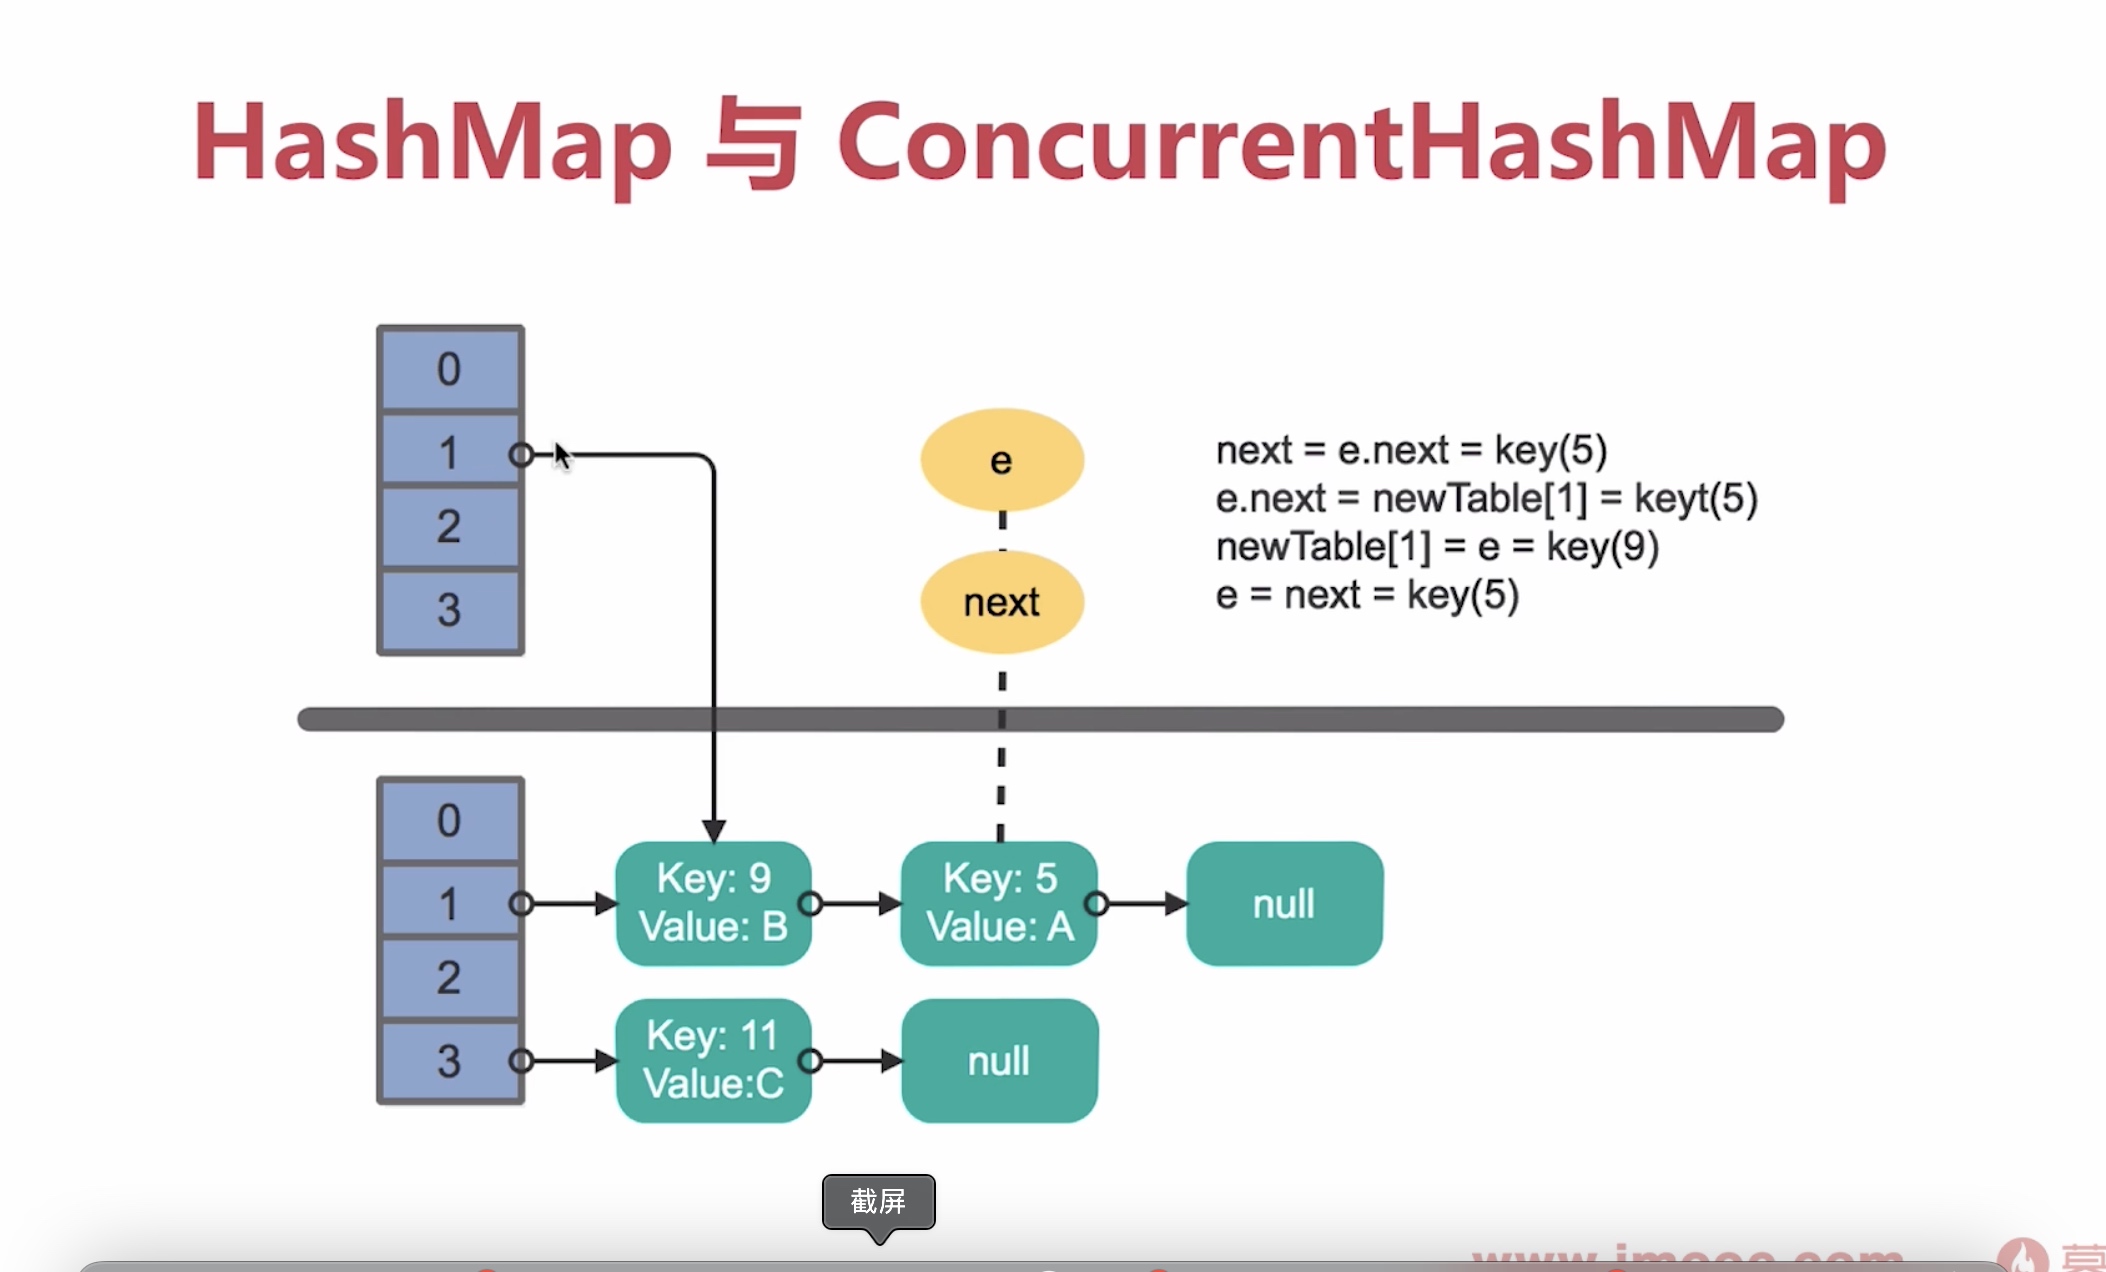 HashMap 与 ConcurrentHashMap
0
1
2
3
e
next
next = e.next = key(5)
e.next = newTable[1] = keyt(5)
newTable[1] = e = key(9)
e = next = key(5)
0
1
2
3
Key: 9
Value: B
Key: 5
Value: A
null
Key: 11
Value:C
null
截屏